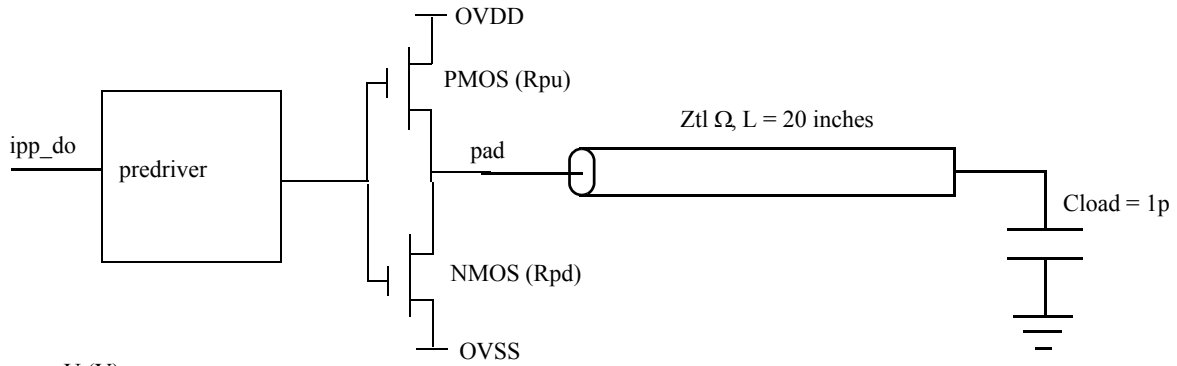 OVDD
PMOS (Rpu)
Ztl Ω, L = 20 inches
ipp_do
predriver
pad
Cload = 1p
NMOS (Rpd)
OVSS